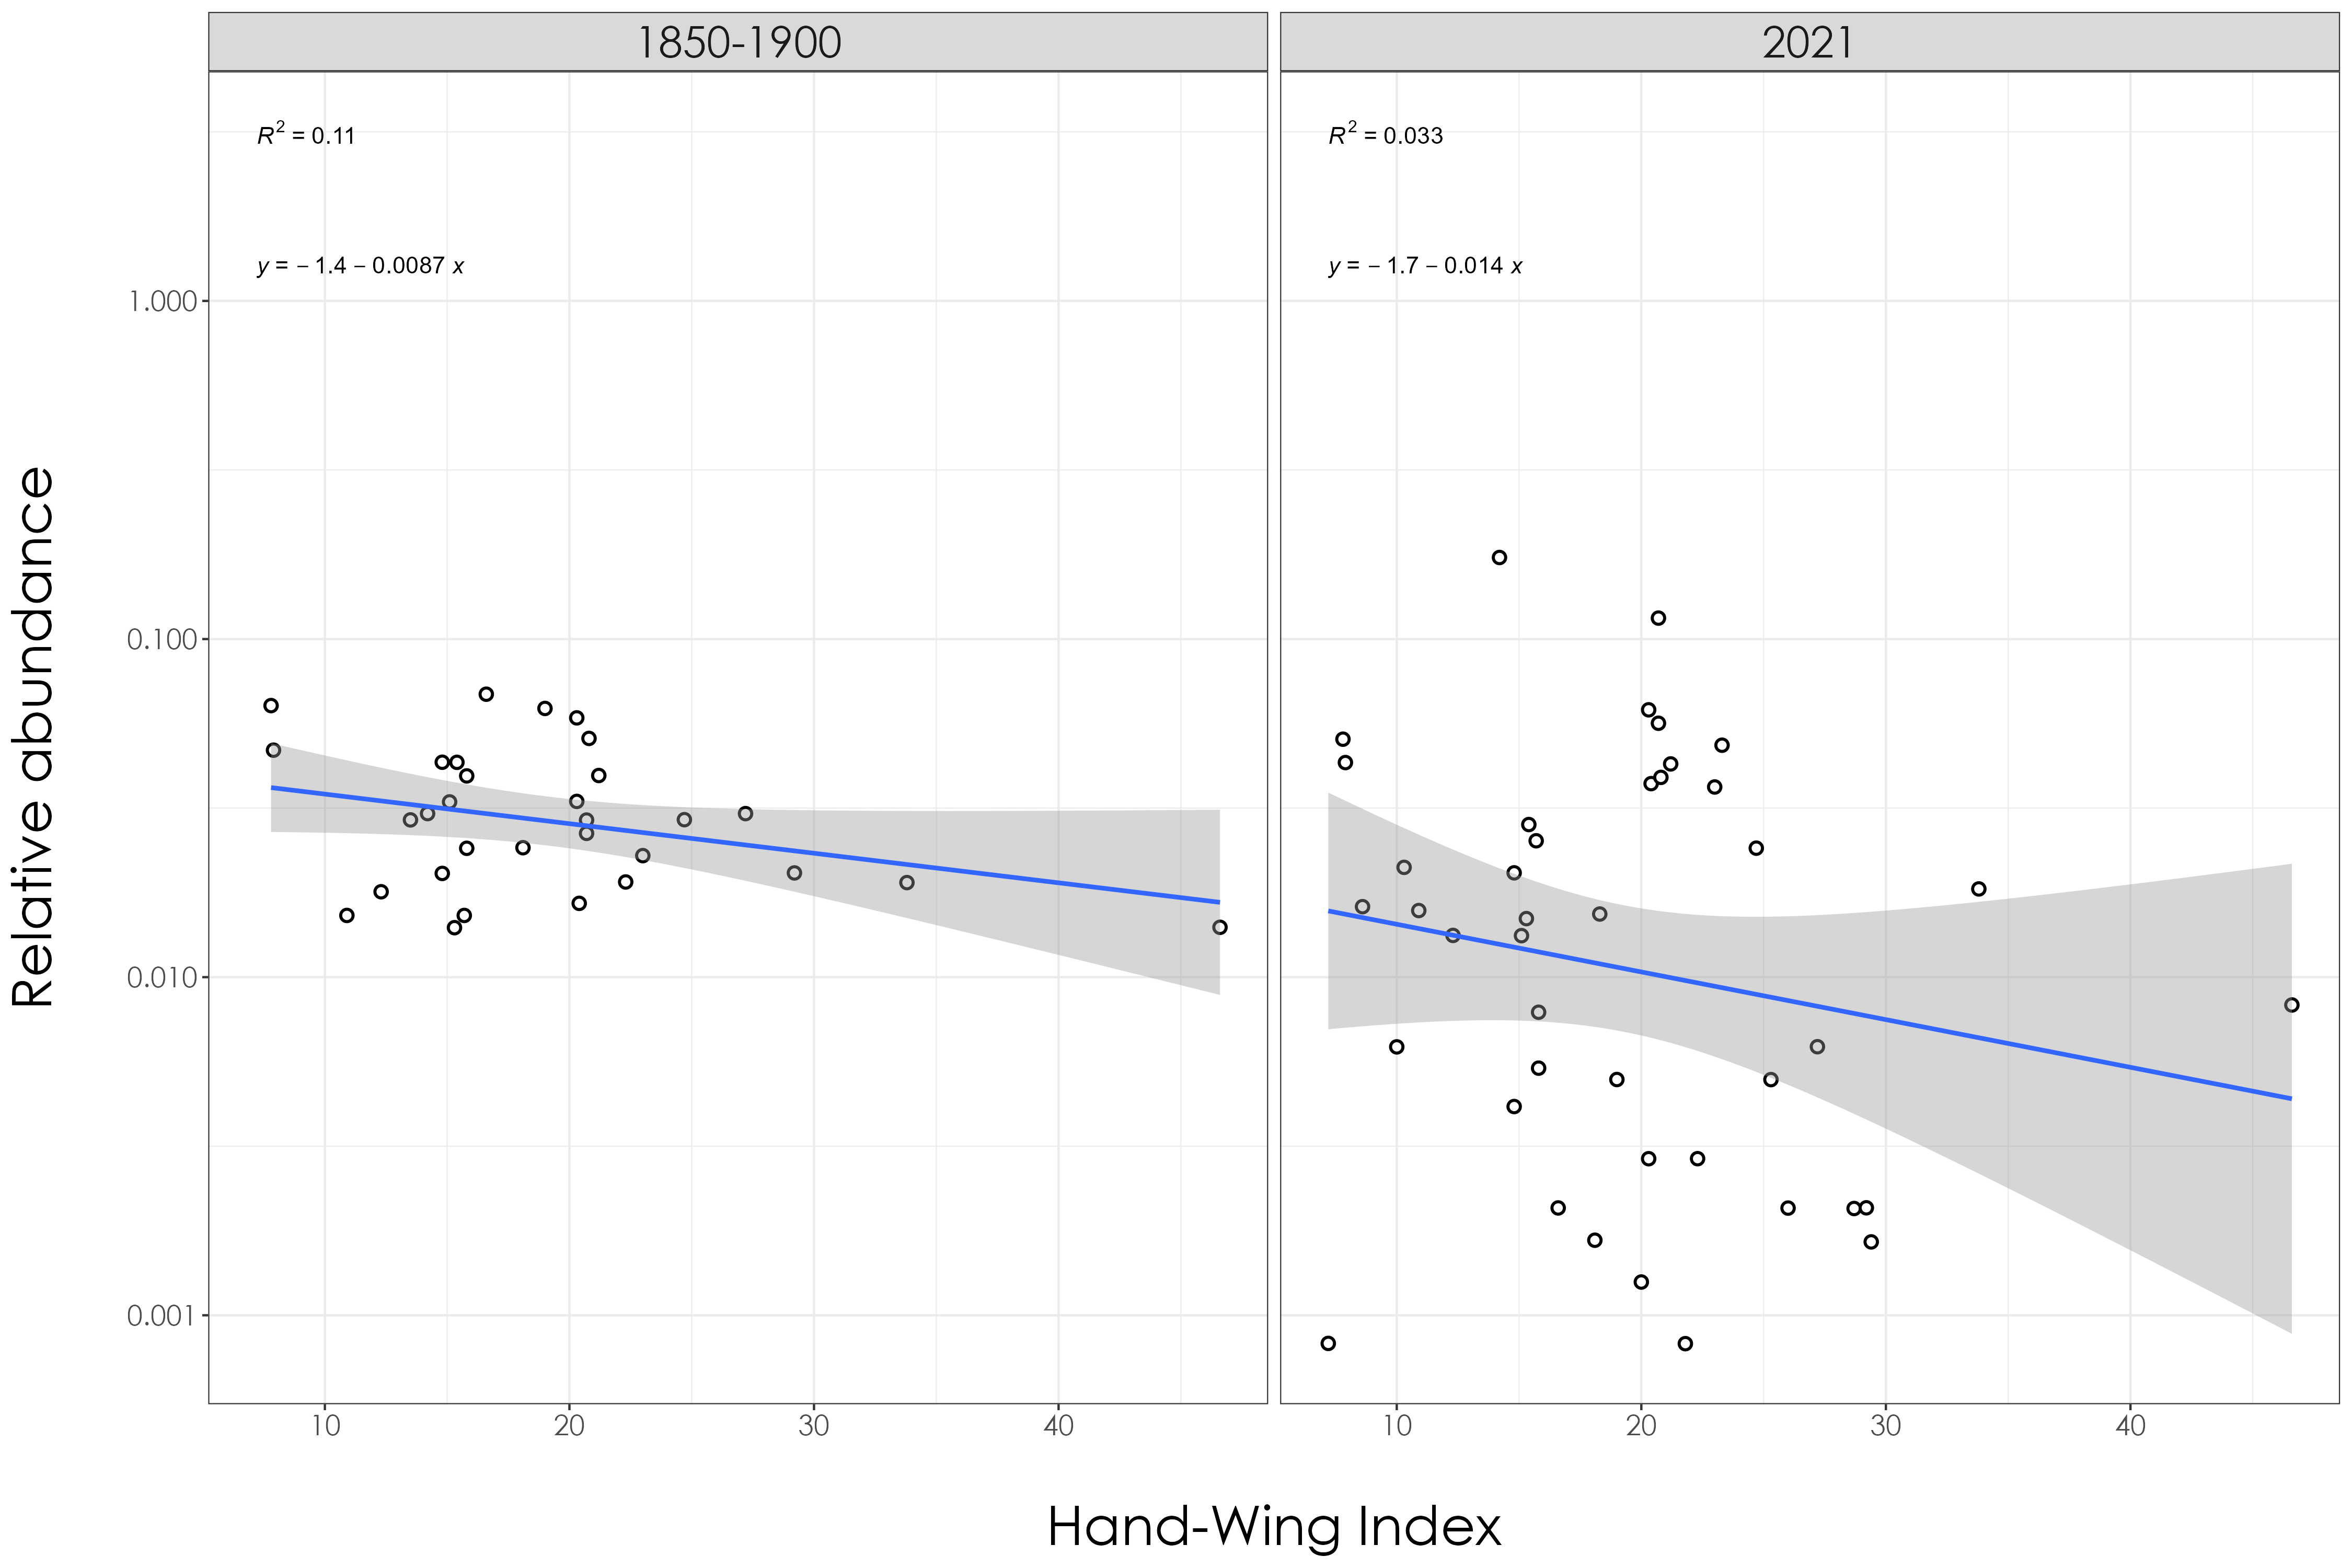 1850-1900
2021
R² = 0.11
R² = 0.033
y = − 1.4 − 0.0087 x
y = − 1.7 − 0.014 x
Relative abundance
1.000
0.100
0.010
0.001
10 20 30 40
10 20 30 40
Hand-Wing Index